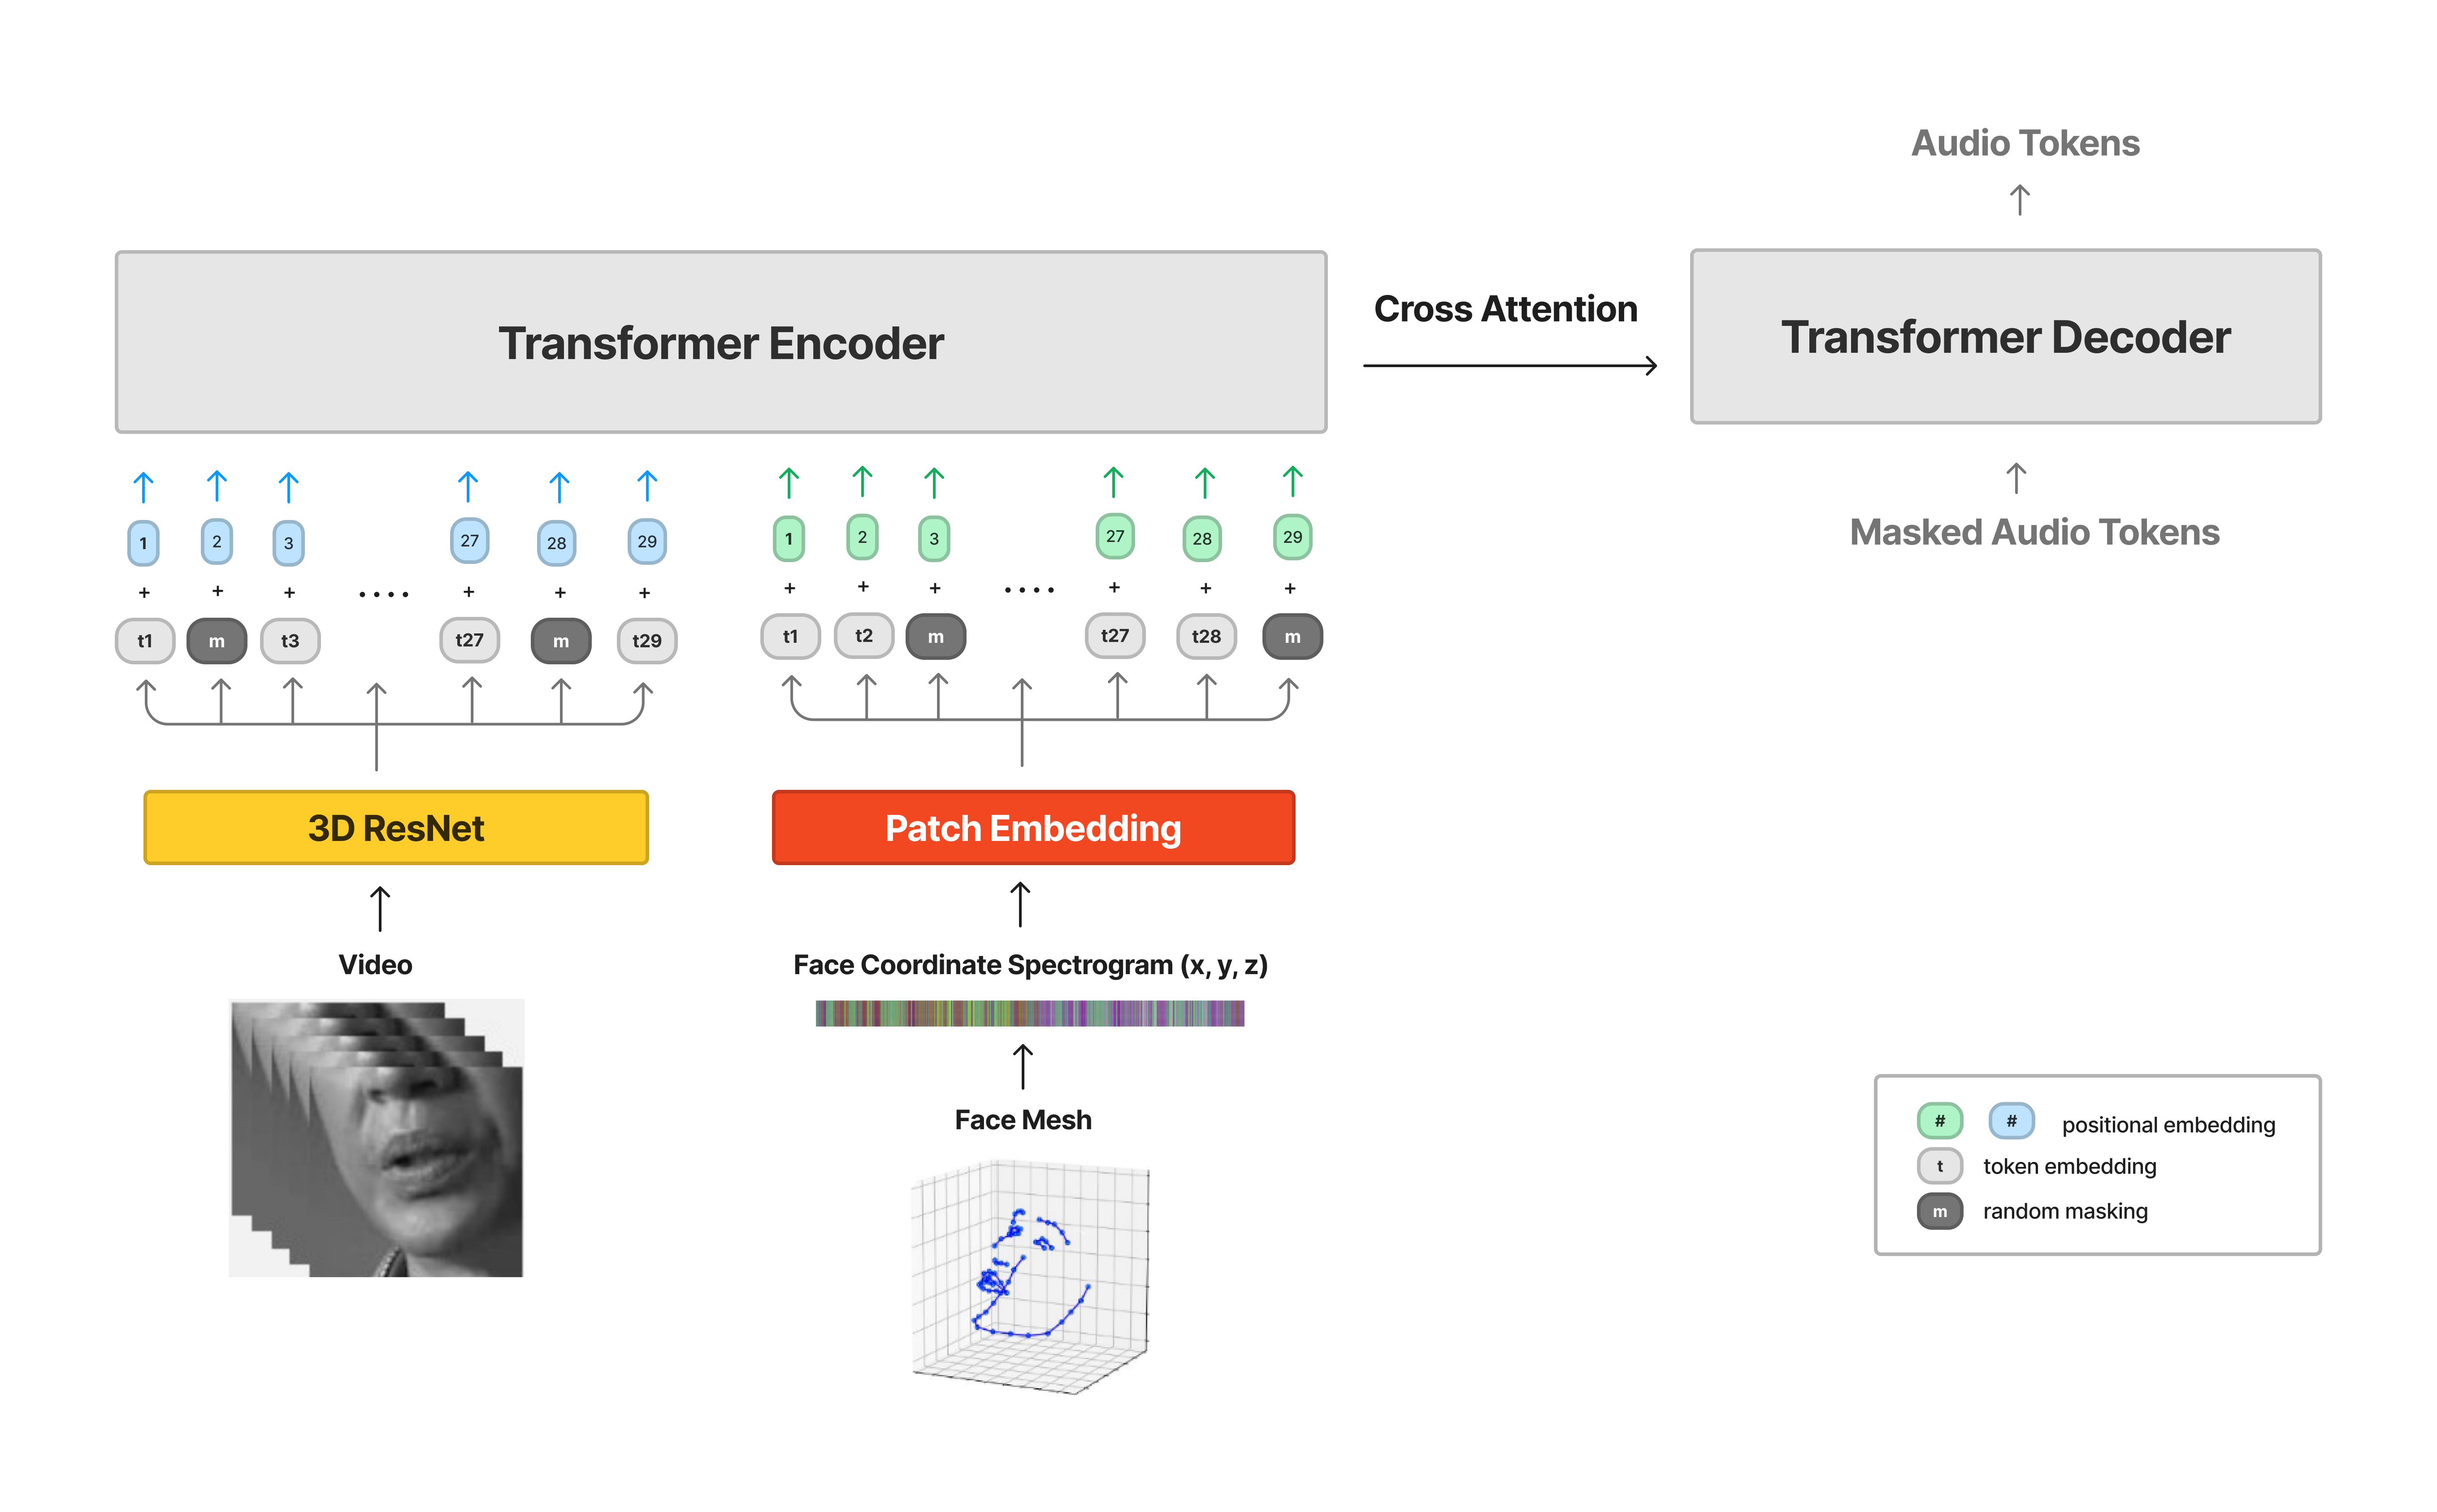 Audio Tokens
Transformer Encoder
Cross Attention
Transformer Decoder
Masked Audio Tokens
1 2 3 27 28 29
+ + + .... + + +
t1 m t3 t27 m t29
1 2 3 27 28 29
+ + + .... + + +
t1 t2 m t27 t28 m
3D ResNet
Patch Embedding
Video
Face Coordinate Spectrogram (x, y, z)
Face Mesh
# # positional embedding
t token embedding
m random masking